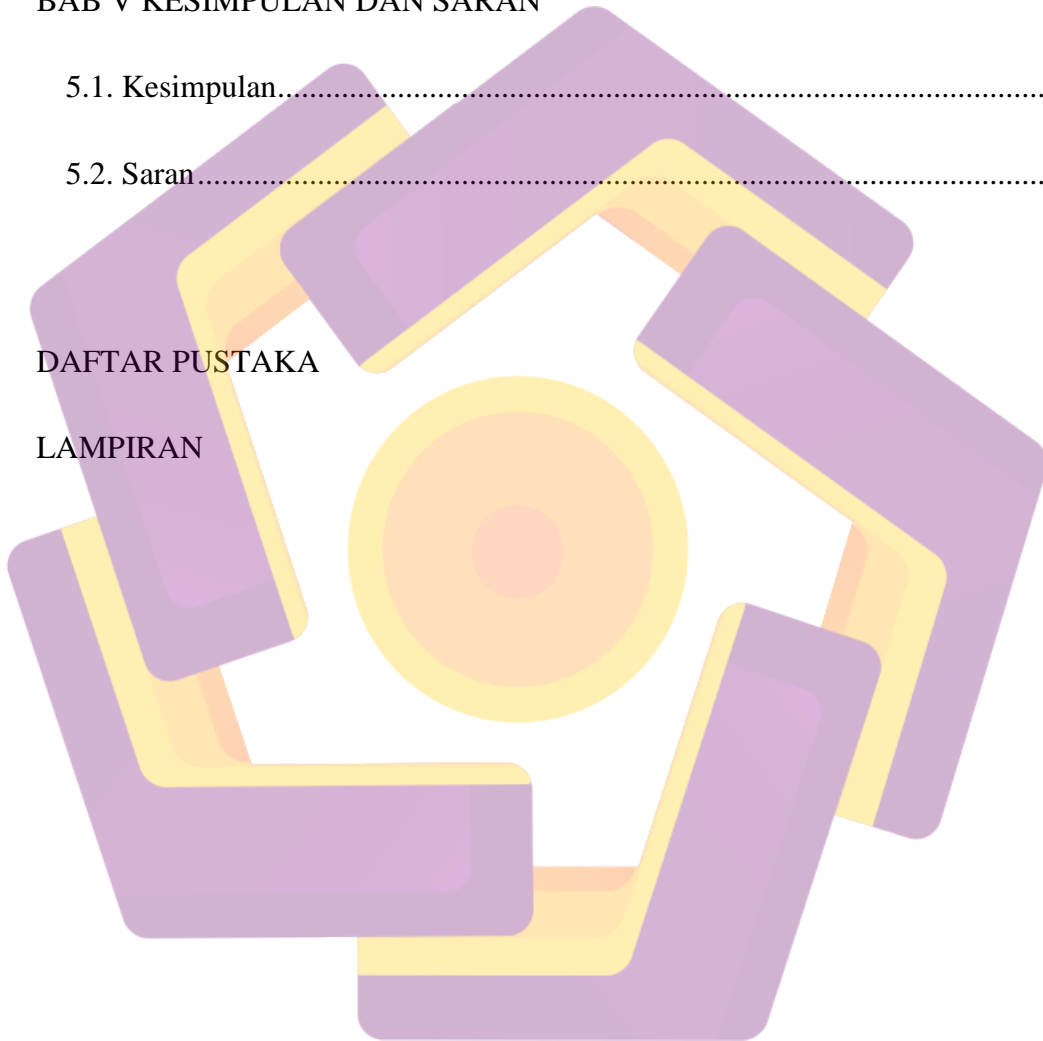 BAB V KESIMPULAN DAN SARAN
5.1. Kesimpulan................................................................................................
5.2. Saran..........................................................................................................
DAFTAR PUSTAKA
LAMPIRAN